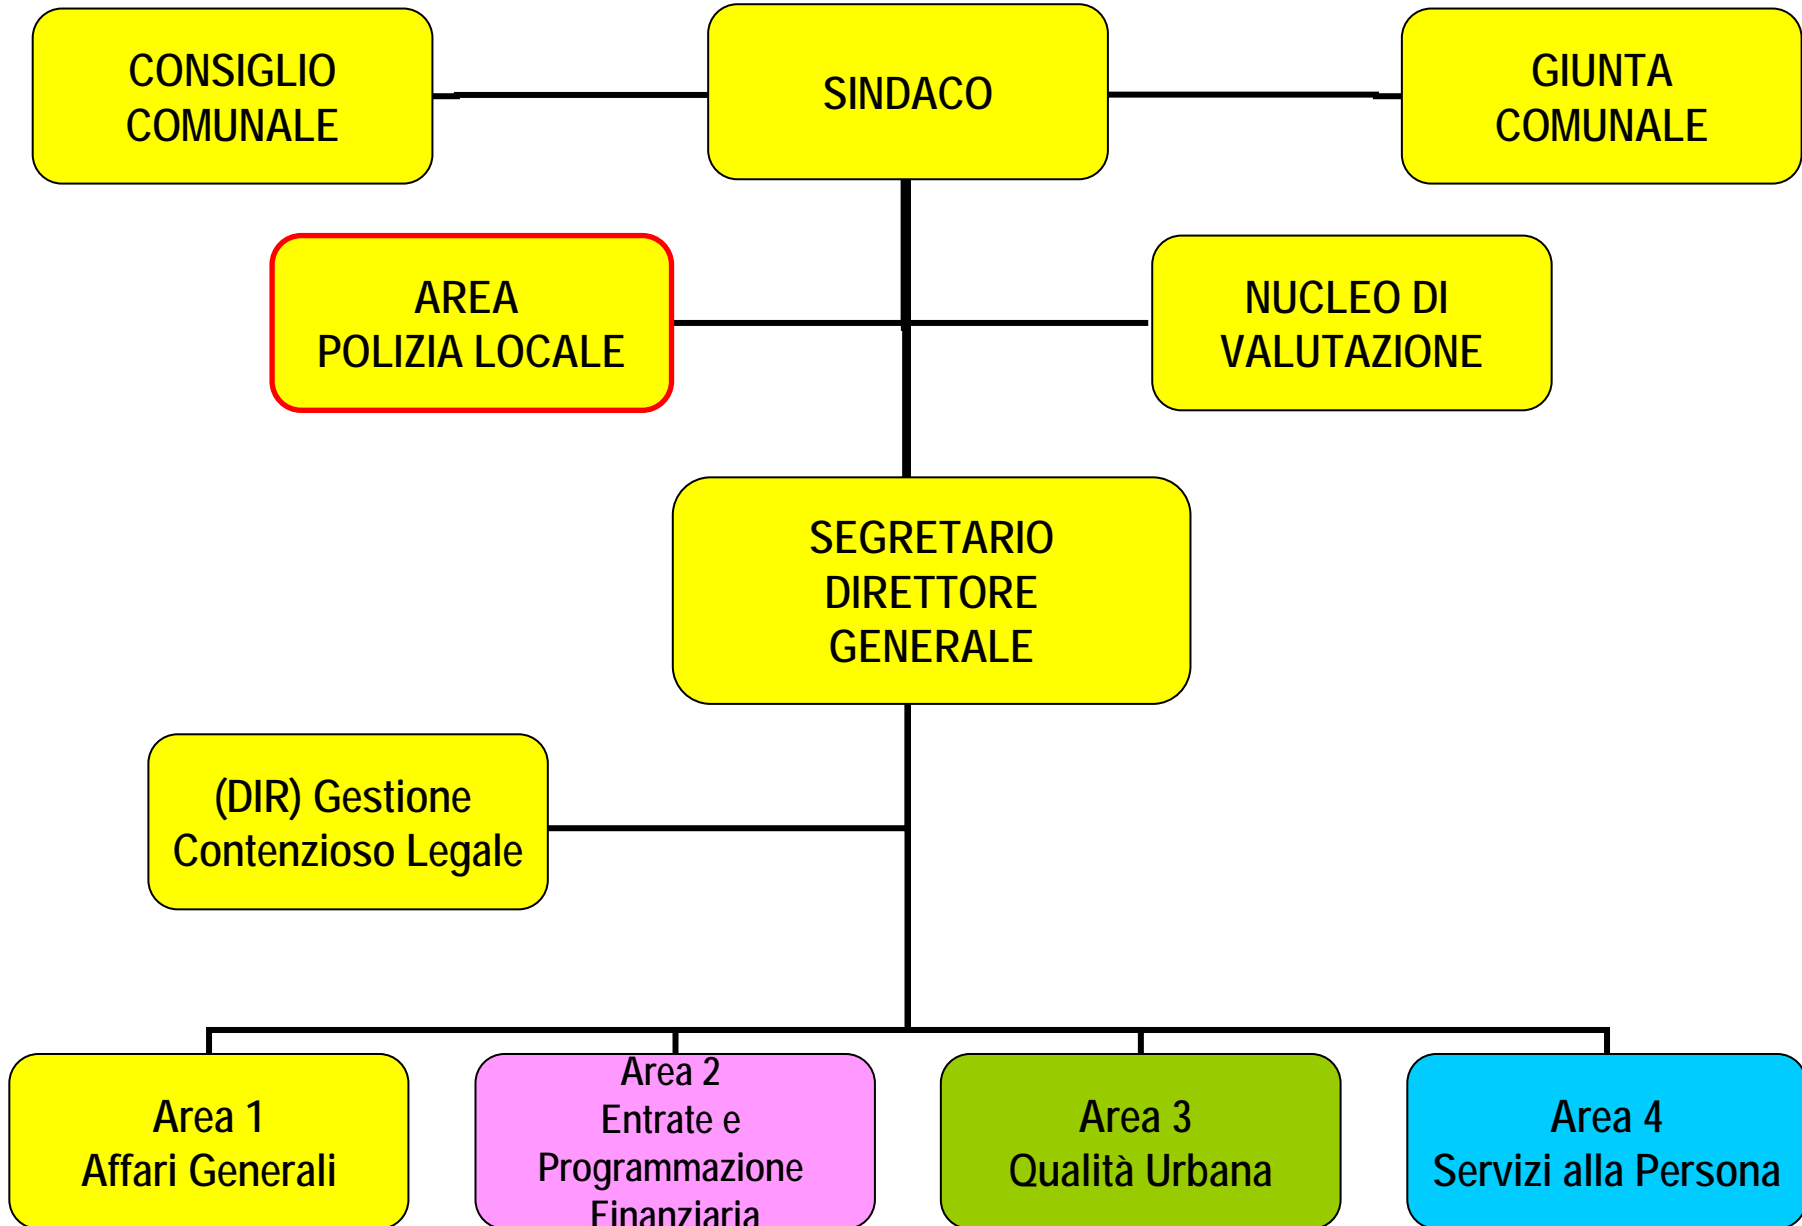 CONSIGLIO
COMUNALE
SINDACO
GIUNTA
COMUNALE
AREA
POLIZIA LOCALE
NUCLEO DI
VALUTAZIONE
SEGRETARIO
DIRETTORE
GENERALE
(DIR) Gestione
Contenzioso Legale
Area 1
Affari Generali
Area 2
Entrate e
Programmazione
Finanziaria
Area 3
Qualità Urbana
Area 4
Servizi alla Persona